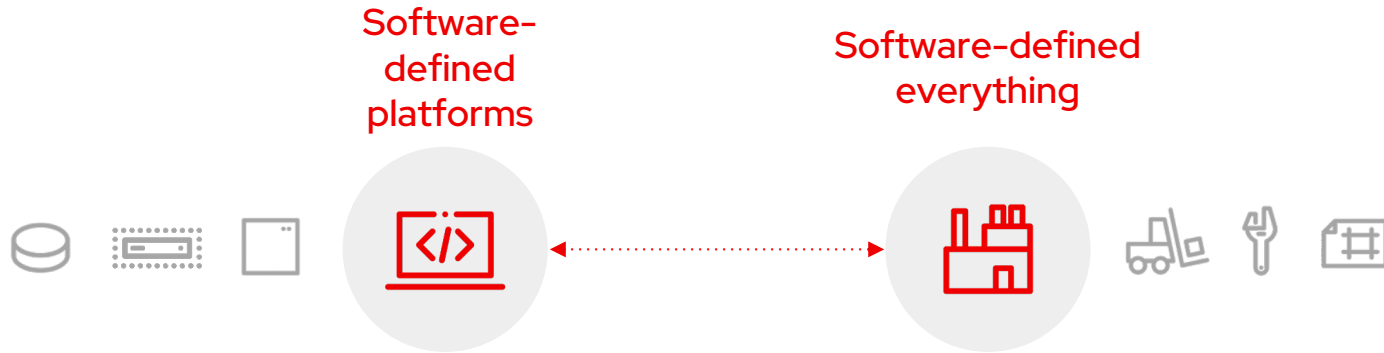 Software-
defined
platforms
Software-defined
everything